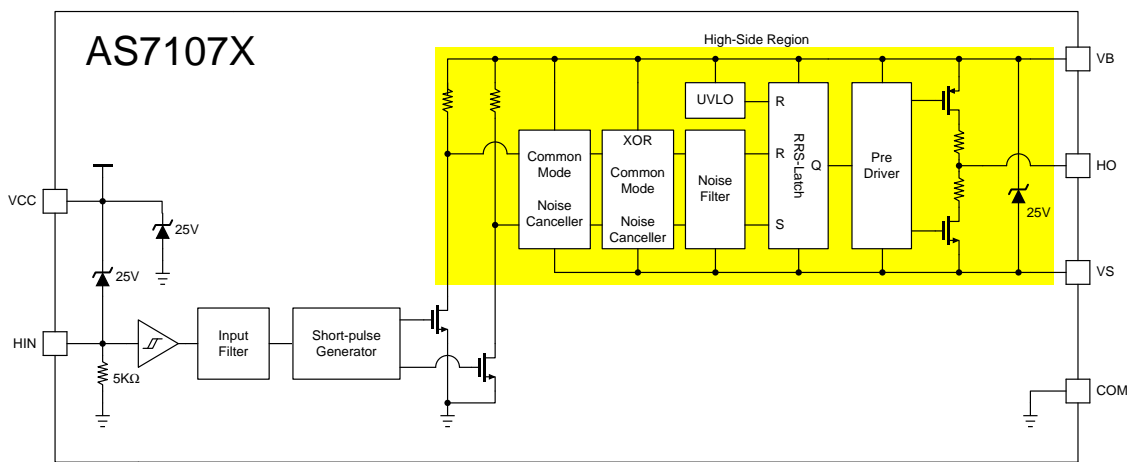 AS7107X
High-Side Region
VB
UVLO
R
XOR
Common
Mode
Noise
Canceller
Common
Mode
Noise
Canceller
Noise
Filter
R
S
RRS-Latch
Q
Pre
Driver
HO
25V
VS
VCC
25V
25V
HIN
5KΩ
Input
Filter
Short-pulse
Generator
COM